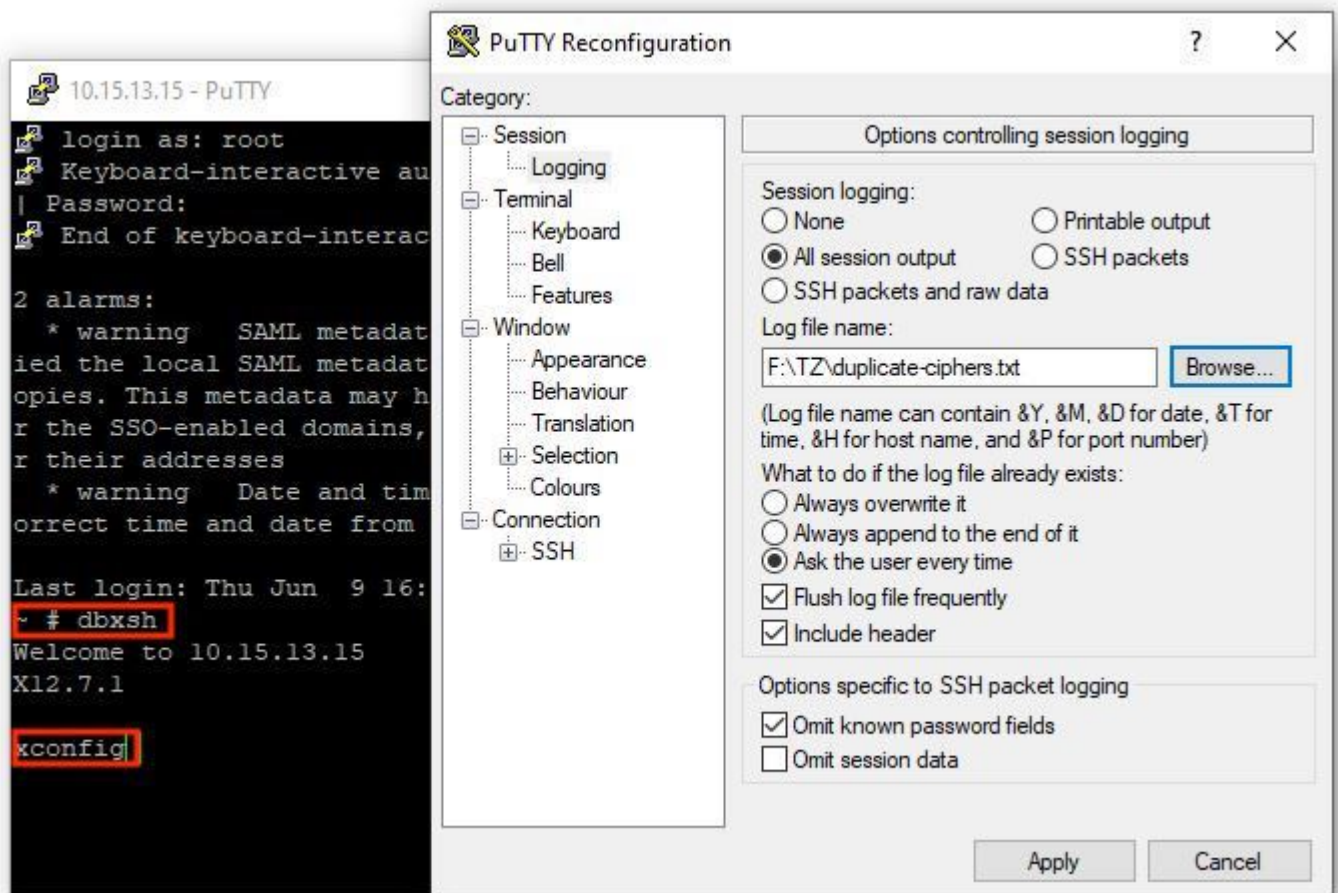 10.15.13.15 - PuTTY
login as: root
Keyboard-interactive au
| Password:
End of keyboard-interac
2 alarms:
* warning   SAML metadat
ied the local SAML metadat
opies. This metadata may h
r the SSO-enabled domains,
r their addresses
* warning   Date and tim
orrect time and date from
Last login: Thu Jun  9 16:
~ # dbxsh
Welcome to 10.15.13.15
X12.7.1
xconfig
PuTTY Reconfiguration
? 
Category:
Session
Logging
Terminal
Keyboard
Bell
Features
Window
Appearance
Behaviour
Translation
Selection
Colours
Connection
SSH
Options controlling session logging
Session logging:
None
Printable output
All session output
SSH packets
SSH packets and raw data
Log file name:
F:\TZ\duplicate-ciphers.txt
Browse...
(Log file name can contain &Y, &M, &D for date, &T for
time, &H for host name, and &P for port number)
What to do if the log file already exists:
Always overwrite it
Always append to the end of it
Ask the user every time
Flush log file frequently
Include header
Options specific to SSH packet logging
Omit known password fields
Omit session data
Apply
Cancel